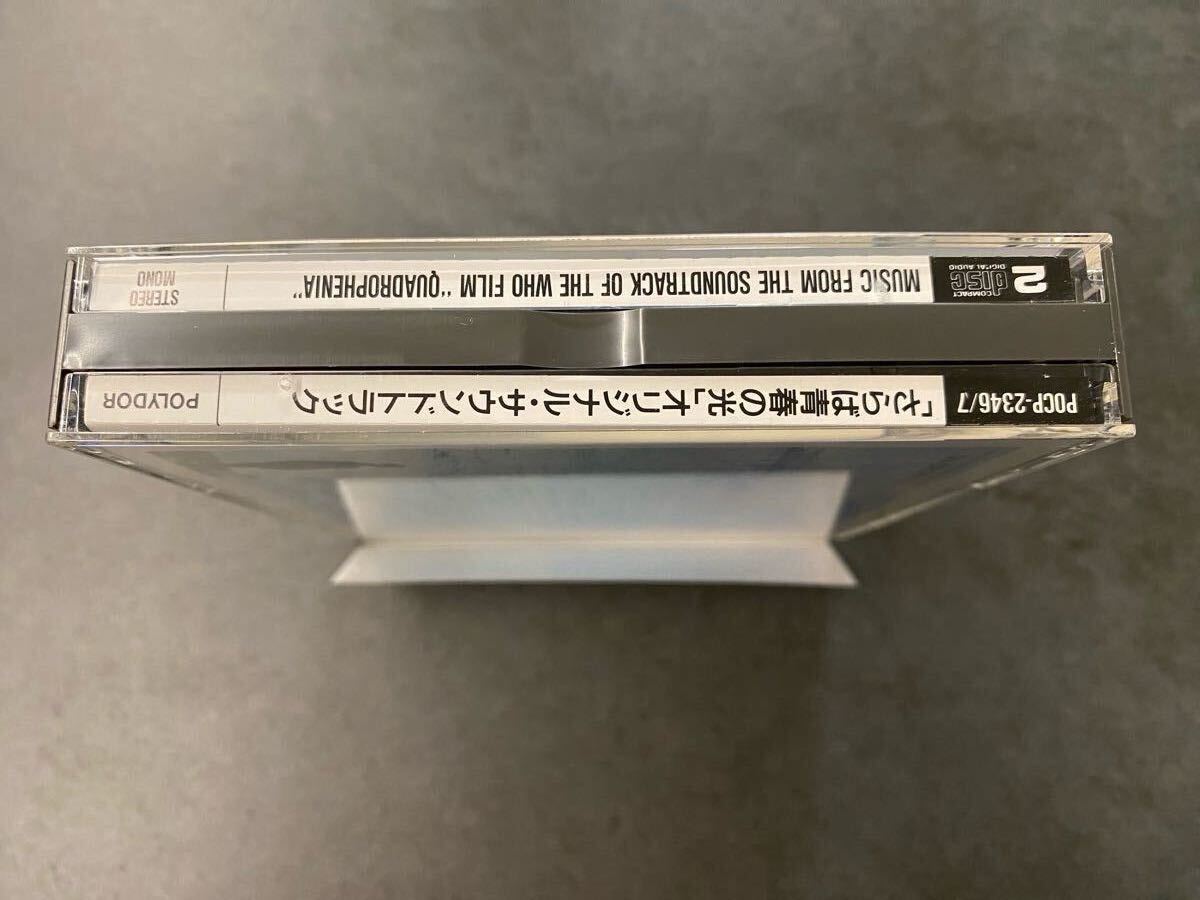 POCP-2346/7
「さらば青春の光」オリジナル・サウンドトラック
POLYDOR
2
COMPACT
disc
DIGITAL AUDIO
MUSIC FROM THE SOUNDTRACK OF THE WHO FILM "QUADROPHENIA"
STEREO
MONO